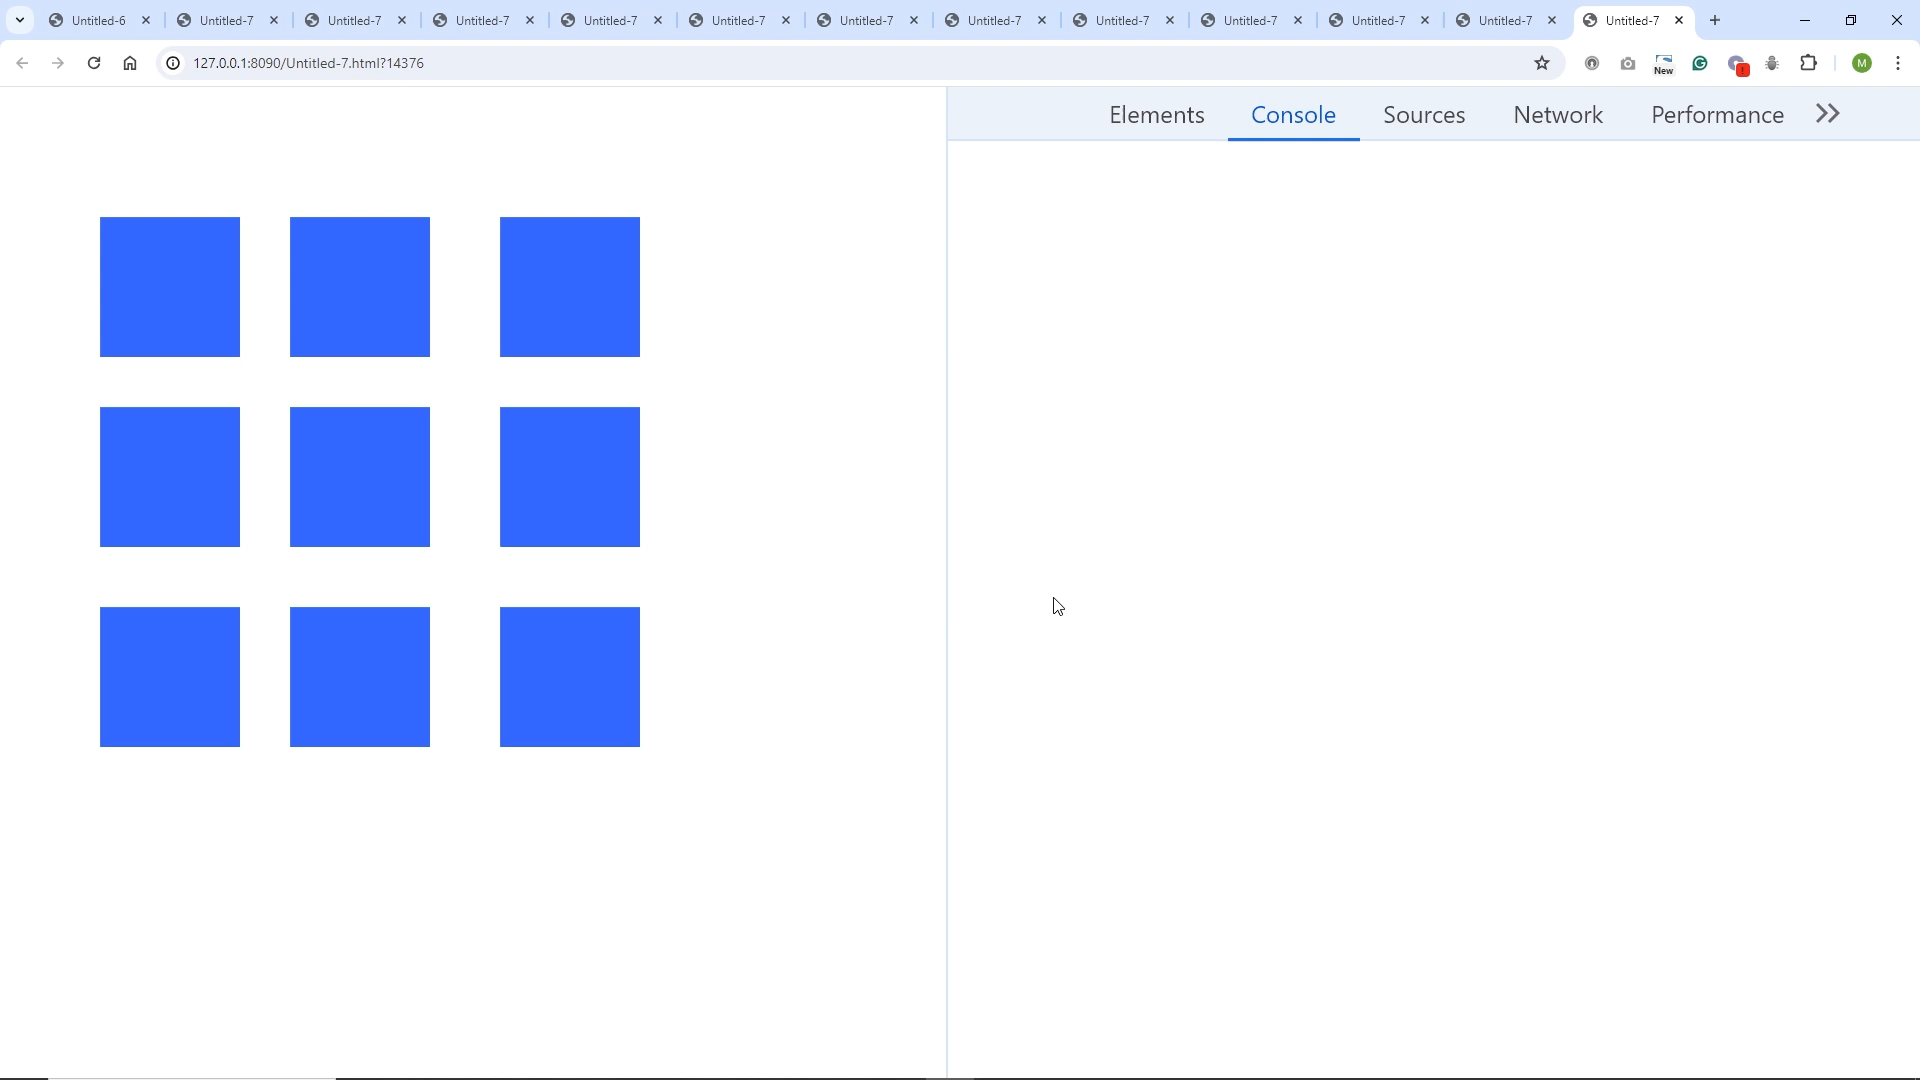 Untitled-6 Untitled-7 Untitled-7 Untitled-7 Untitled-7 Untitled-7 Untitled-7 Untitled-7 Untitled-7 Untitled-7 Untitled-7 Untitled-7 Untitled-7
127.0.0.1:8090/Untitled-7.html?14376
New
M
Elements Console Sources Network Performance